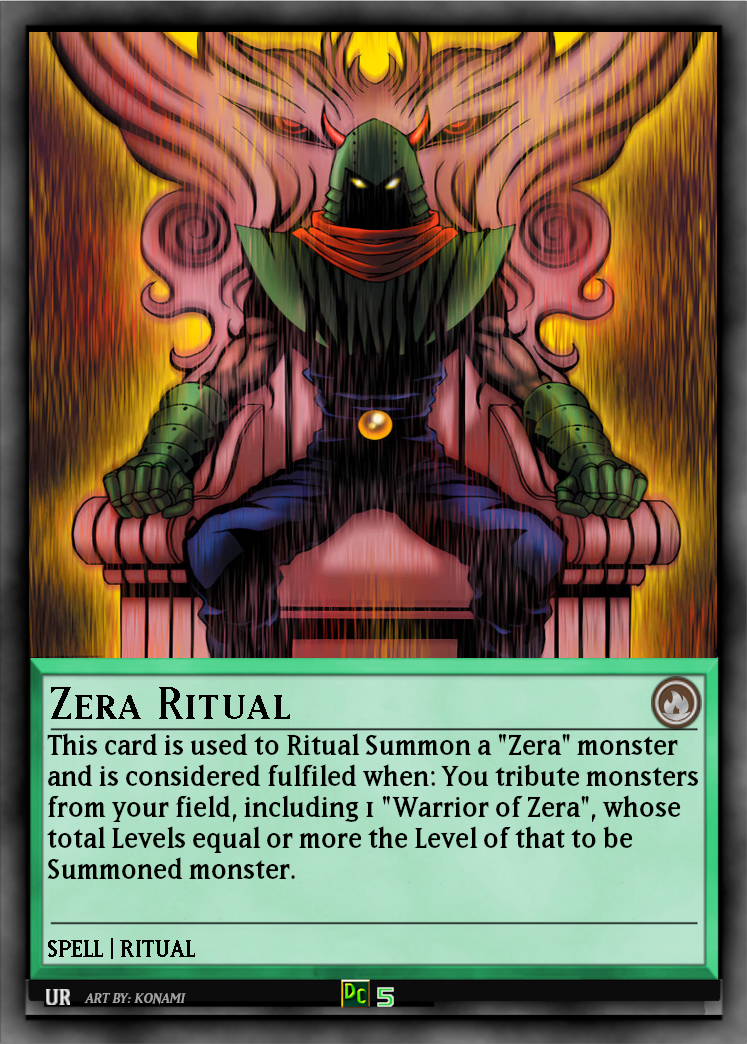 Zera Ritual
This card is used to Ritual Summon a "Zera" monster
and is considered fulfiled when: You tribute monsters
from your field, including 1 "Warrior of Zera", whose
total Levels equal or more the Level of that to be
Summoned monster.
SPELL | RITUAL
UR ART BY: KONAMI DC 5